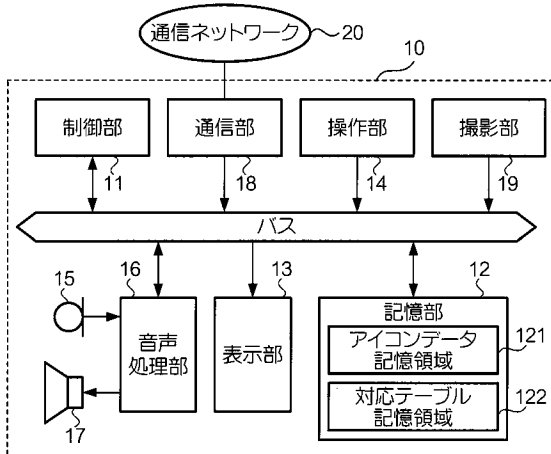 通信ネットワーク
20
10
制御部
通信部
操作部
撮影部
11
18
14
19
バス
15
16
13
12
音声
処理部
表示部
記憶部
アイコンデータ
記憶領域
121
対応テーブル
記憶領域
122
17